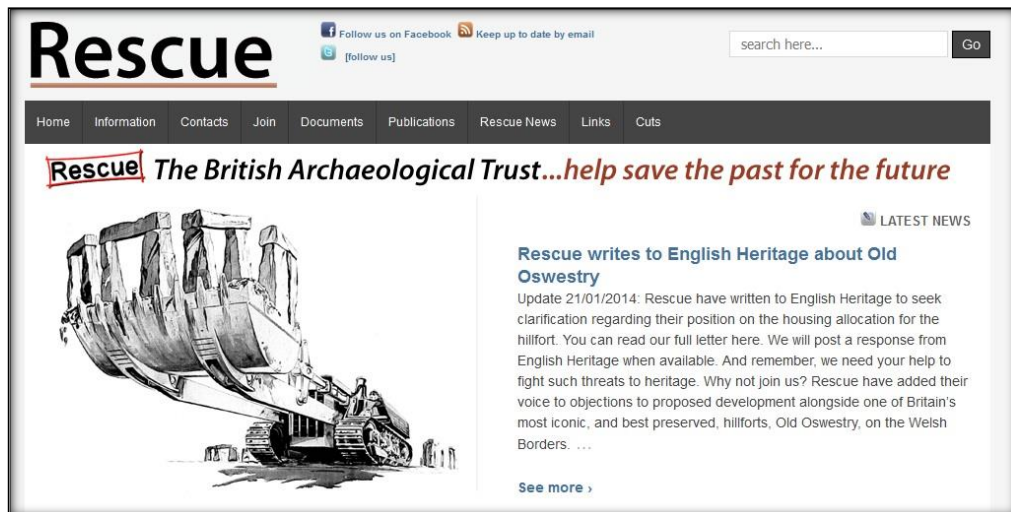 Rescue
Follow us on Facebook Keep up to date by email
[follow us]
search here... Go
Home Information Contacts Join Documents Publications Rescue News Links Cuts
Rescue The British Archaeological Trust...help save the past for the future
LATEST NEWS
Rescue writes to English Heritage about Old
Oswestry
Update 21/01/2014: Rescue have written to English Heritage to seek
clarification regarding their position on the housing allocation for the
hillfort. You can read our full letter here. We will post a response from
English Heritage when available. And remember, we need your help to
fight such threats to heritage. Why not join us? Rescue have added their
voice to objections to proposed development alongside one of Britain's
most iconic, and best preserved, hillforts, Old Oswestry, on the Welsh
Borders. ...
See more ›